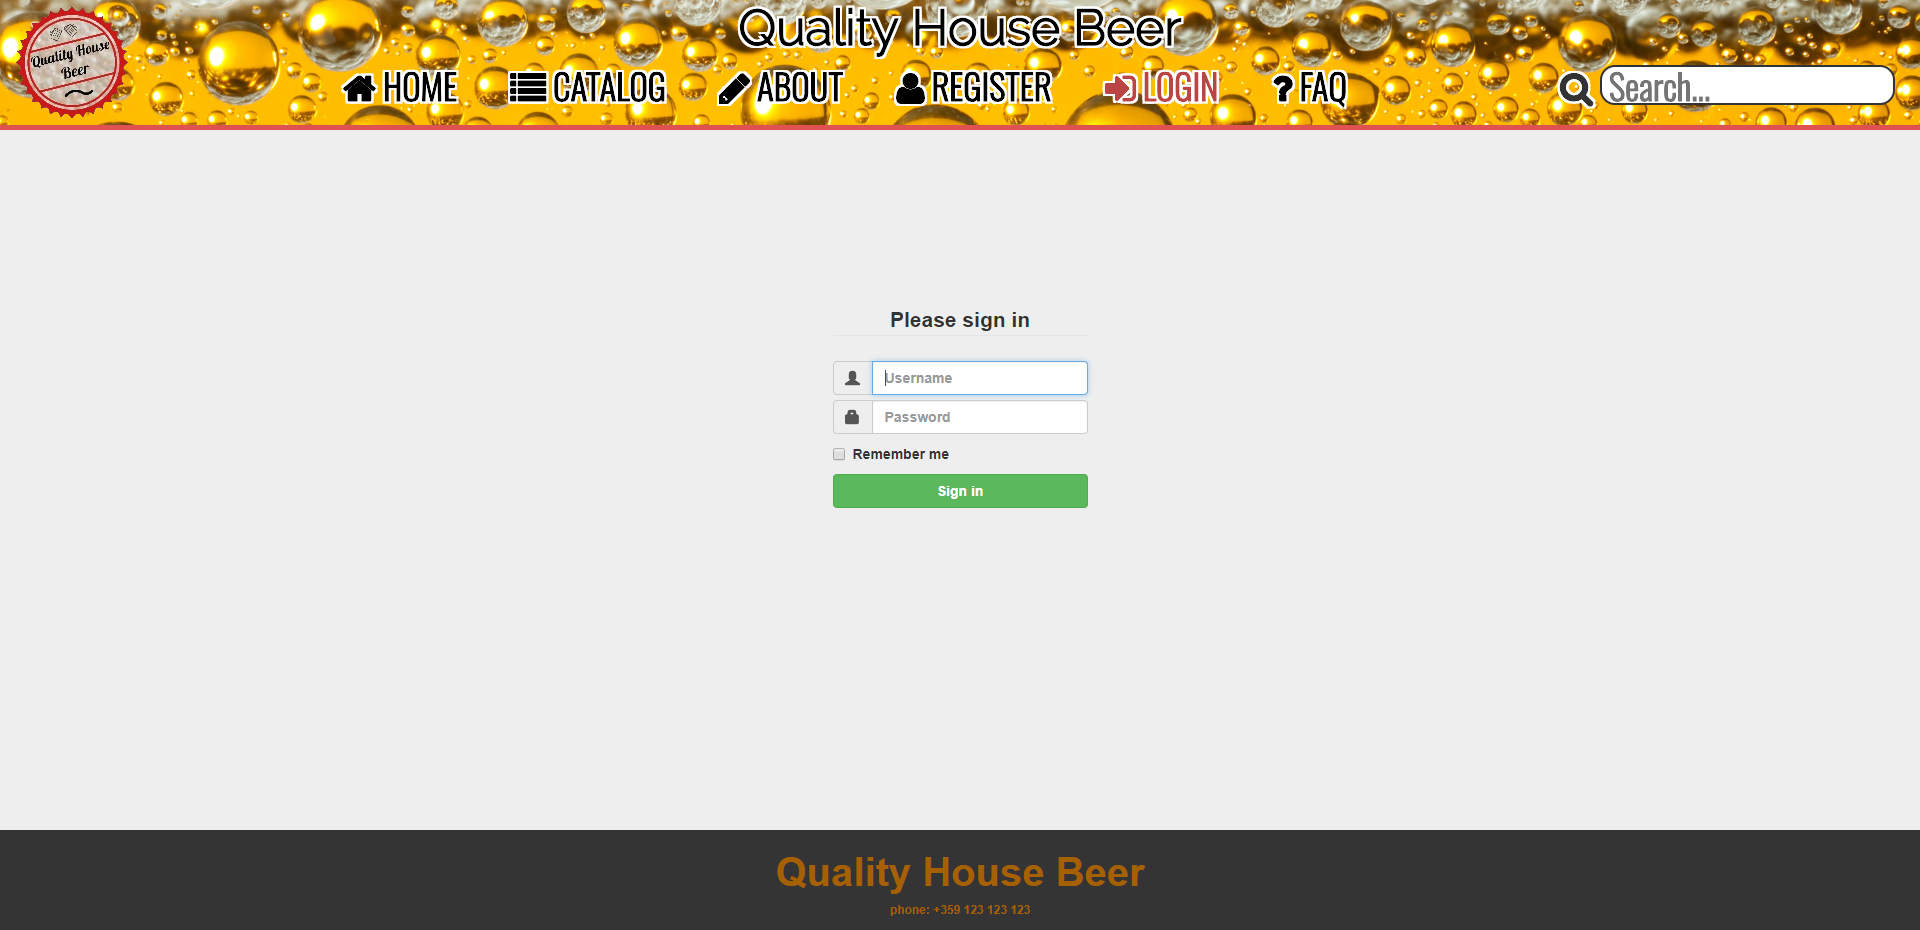 Quality House
Beer
Quality House Beer
HOME
CATALOG
ABOUT
REGISTER
LOGIN
FAQ
Search...
Please sign in
Username
Password
Remember me
Sign in
Quality House Beer
phone: +359 123 123 123